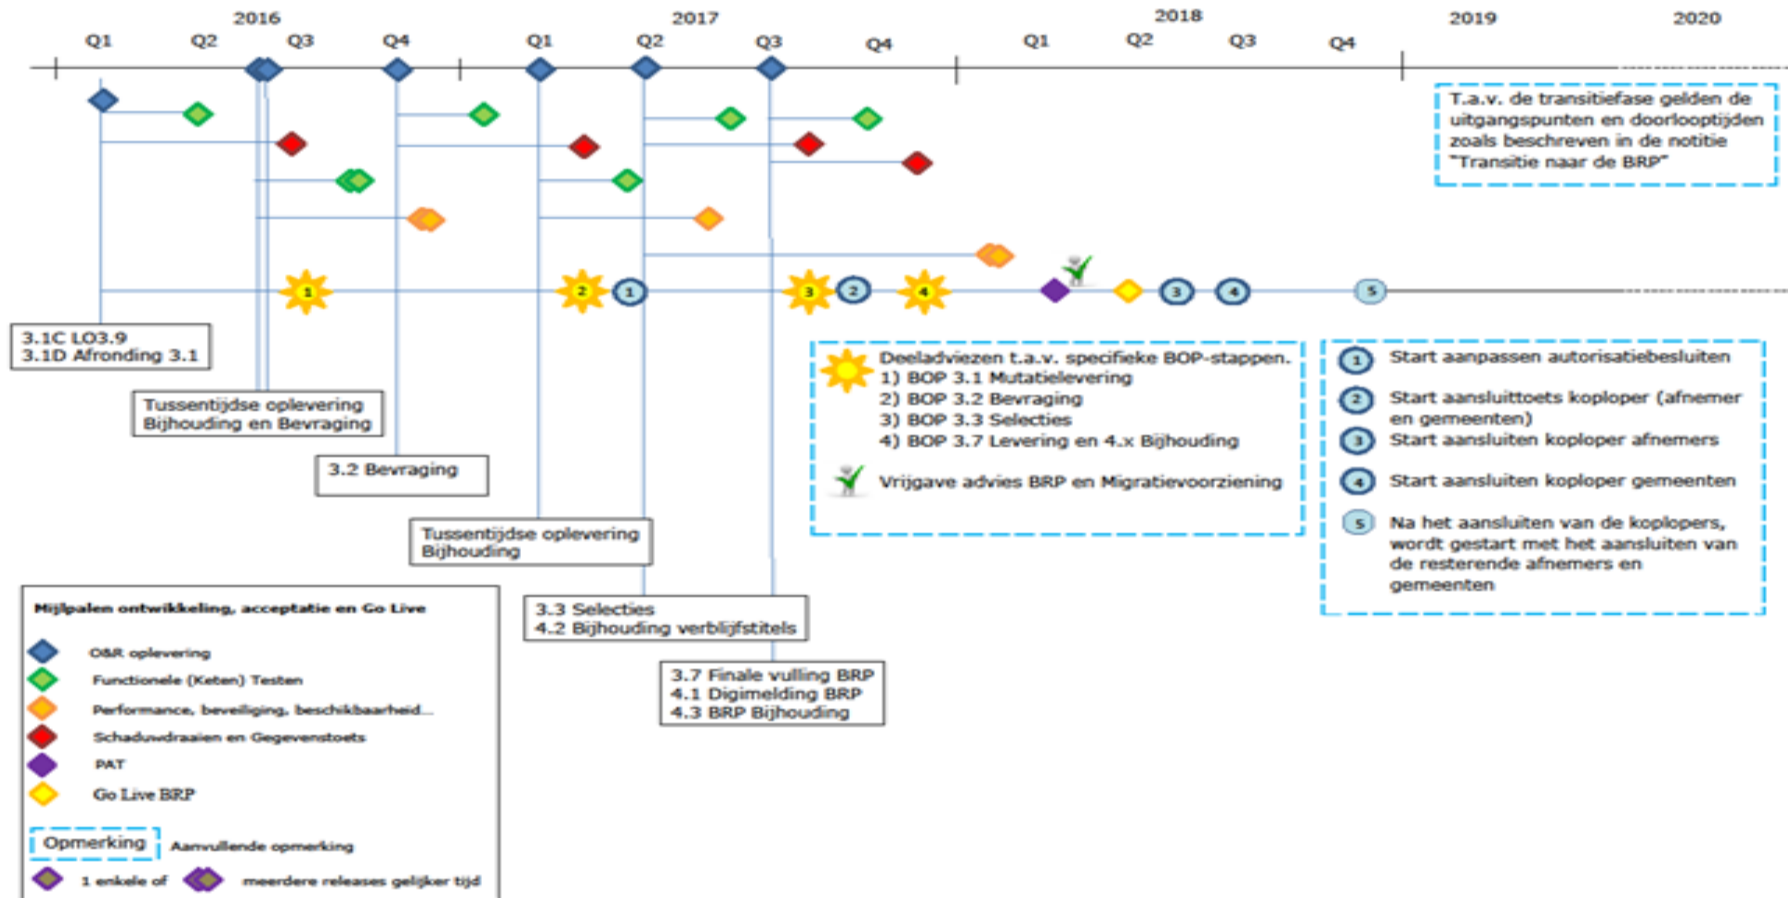 2016
2017
2018
2019
2020
Q1
Q2
Q3
Q4
Q1
Q2
Q3
Q4
Q1
Q2
Q3
Q4
T.a.v. de transitiefase gelden de
uitgangspunten en doorlooptijden
zoals beschreven in de notitie
"Transitie naar de BRP"
1
2
1
3
2
4
3
4
5
3.1C LO3.9
3.1D Afronding 3.1
Tussentijdse oplevering
Bijhouding en Bevraging
3.2 Bevraging
Tussentijdse oplevering
Bijhouding
3.3 Selecties
4.2 Bijhouding verblijfstitels
3.7 Finale vulling BRP
4.1 Digimelding BRP
4.3 BRP Bijhouding
Deeladviezen t.a.v. specifieke BOP-stappen.
1) BOP 3.1 Mutatielevering
2) BOP 3.2 Bevraging
3) BOP 3.3 Selecties
4) BOP 3.7 Levering en 4.x Bijhouding
Vrijgave advies BRP en Migratievoorziening
1 Start aanpassen autorisatiebesluiten
2 Start aansluittoets koploper (afnemer
en gemeenten)
3 Start aansluiten koploper afnemers
4 Start aansluiten koploper gemeenten
5 Na het aansluiten van de koplopers,
wordt gestart met het aansluiten van
de resterende afnemers en
gemeenten
Mijlpalen ontwikkeling, acceptatie en Go Live
O&R oplevering
Functionele (Keten) Testen
Performance, beveiliging, beschikbaarheid...
Schaduwdraaien en Gegevenstoets
PAT
Go Live BRP
Opmerking Aanvullende opmerking
1 enkele of meerdere releases gelijker tijd